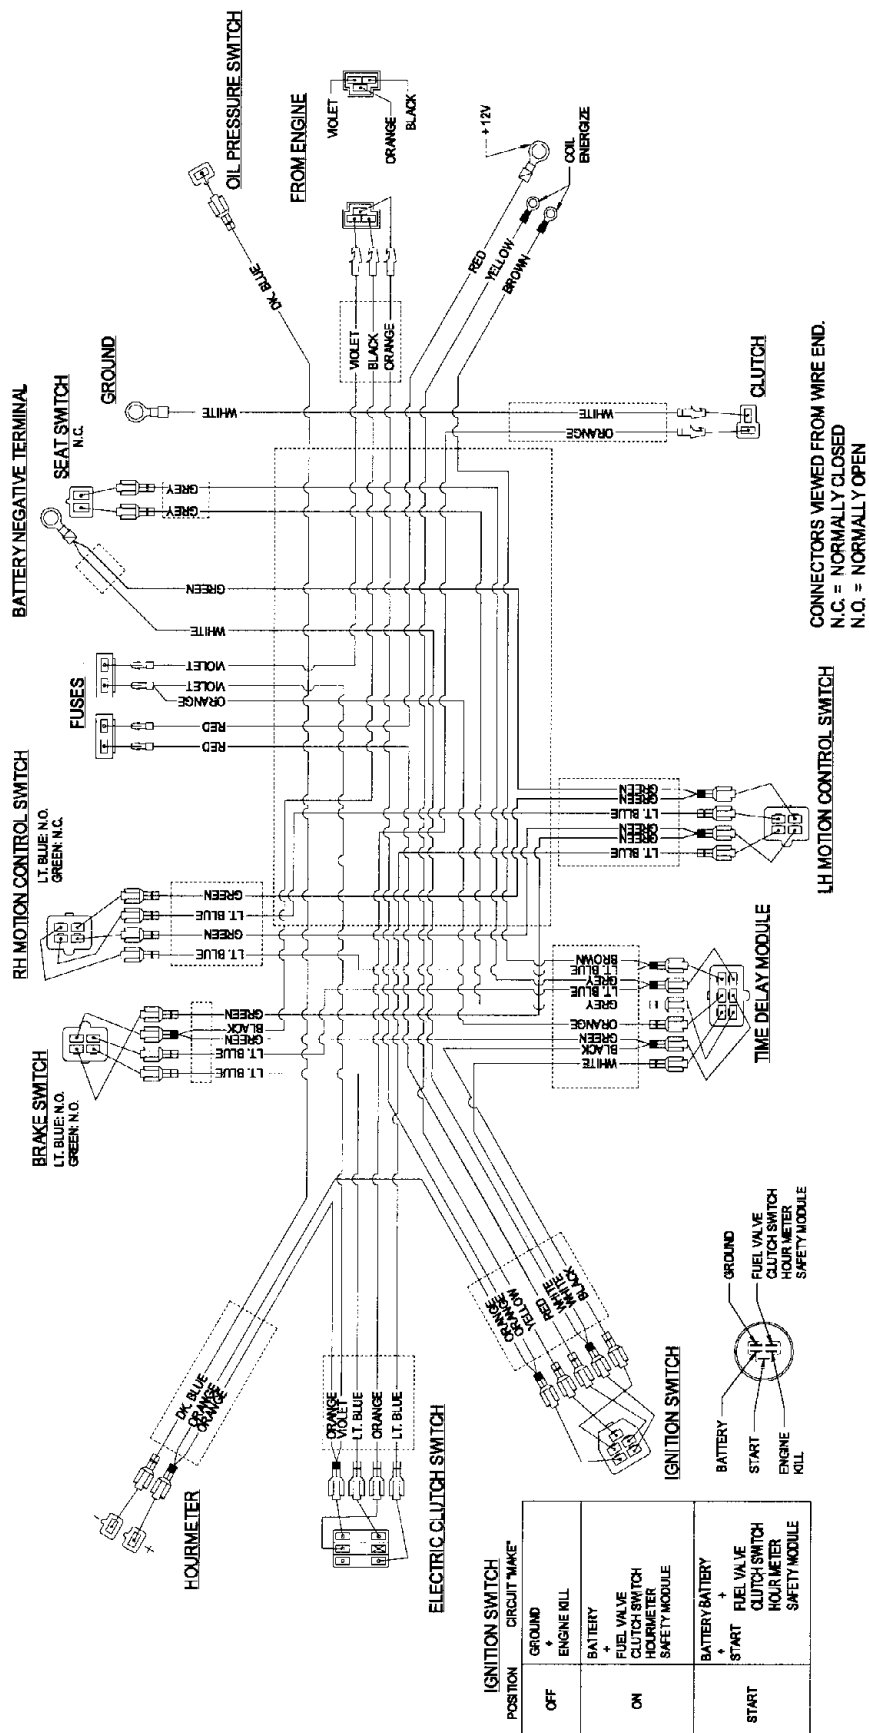 OIL PRESSURE SWITCH
DK. BLUE
FROM ENGINE
VIOLET
ORANGE
BLACK
VIOLET
BLACK
ORANGE
+12V
COIL
ENERGIZE
RED
YELLOW
BROWN
GROUND
WHITE
WHITE
ORANGE
CLUTCH
SEAT SWITCH
N.C.
GREY
GREY
BATTERY NEGATIVE TERMINAL
GREEN
WHITE
FUSES
VIOLET
VIOLET
ORANGE
RED
RED
CONNECTORS VIEWED FROM WIRE END.
N.C. = NORMALLY CLOSED
N.O. = NORMALLY OPEN
RH MOTION CONTROL SWITCH
LT. BLUE: N.O.
GREEN: N.C.
GREEN
LT. BLUE
GREEN
LT. BLUE
LH MOTION CONTROL SWITCH
GREEN
GREEN
LT. BLUE
GREEN
GREEN
LT. BLUE
BRAKE SWITCH
LT. BLUE: N.O.
GREEN: N.O.
GREEN
BLACK
GREEN
LT. BLUE
LT. BLUE
TIME DELAY MODULE
BROWN
LT. BLUE
GREY
LT. BLUE
GREY
ORANGE
GREEN
BLACK
WHITE
HOURMETER
DK. BLUE
ORANGE
ORANGE
-
+
ELECTRIC CLUTCH SWITCH
ORANGE
VIOLET
LT. BLUE
ORANGE
LT. BLUE
IGNITION SWITCH
ORANGE
ORANGE
YELLOW
RED
WHITE
WHITE
BLACK
GROUND
FUEL VALVE
CLUTCH SWITCH
HOUR METER
SAFETY MODULE
BATTERY
START
ENGINE
KILL
IGNITION SWITCH
POSITION CIRCUIT "MAKE"
OFF
GROUND
+
ENGINE KILL
ON
BATTERY
+
FUEL VALVE
CLUTCH SWITCH
HOURMETER
SAFETY MODULE
START
BATTERY BATTERY
+ +
START FUEL VALVE
CLUTCH SWITCH
HOUR METER
SAFETY MODULE